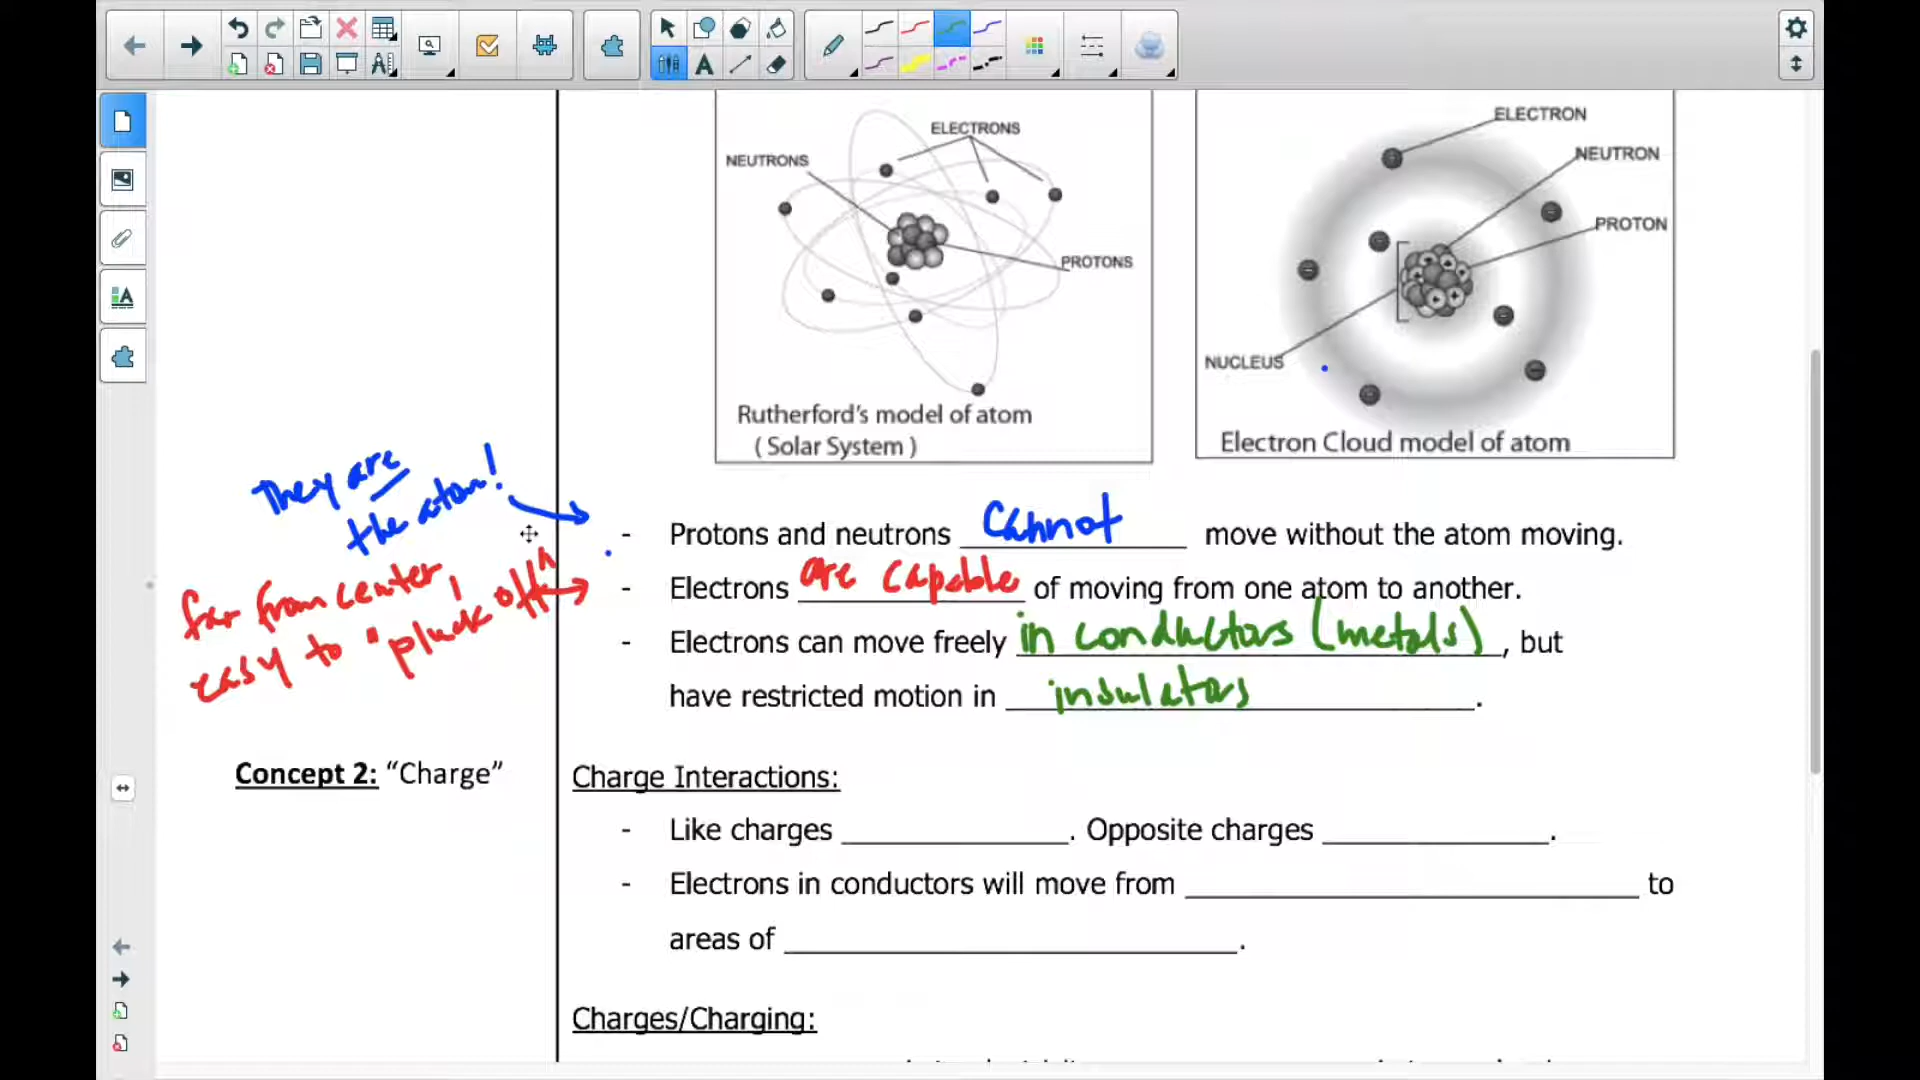 ELECTRONS
NEUTRONS
PROTONS
Rutherford's model of atom
( Solar System )
ELECTRON
NEUTRON
PROTON
NUCLEUS
Electron Cloud model of atom
They are
the atom!
- Protons and neutrons cannot move without the atom moving.
far from center,
easy to "pluck off"
- Electrons are capable of moving from one atom to another.
- Electrons can move freely in conductors (metals), but
have restricted motion in insulators.
Concept 2: “Charge”
Charge Interactions:
- Like charges ____________. Opposite charges ____________.
- Electrons in conductors will move from ________________________ to
areas of ________________________.
Charges/Charging: